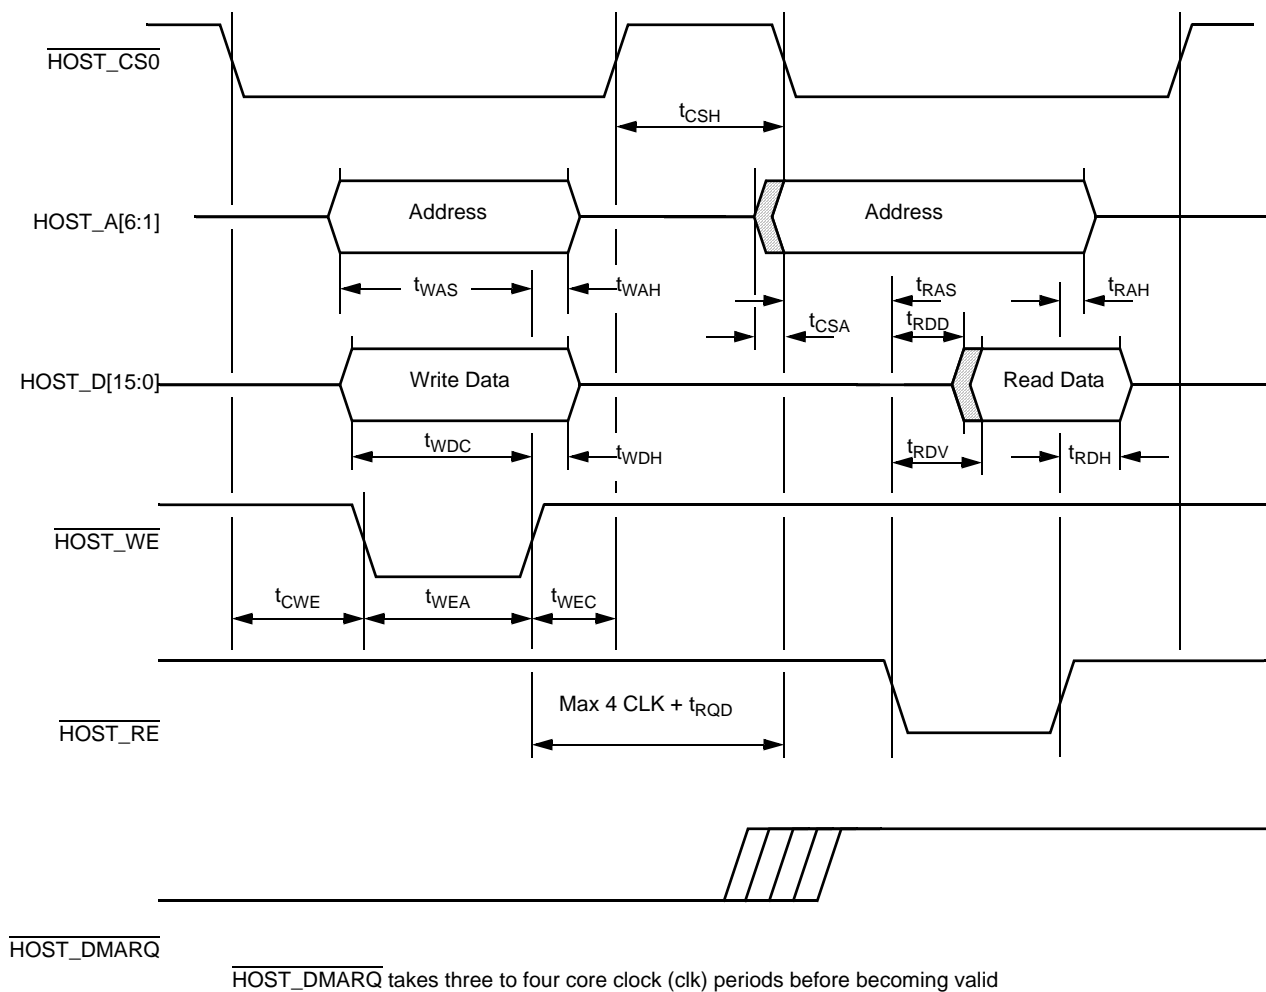 HOST_CS0
tCSH
HOST_A[6:1]
Address
Address
tWAS
tWAH
tRAS
tRAH
tCSA
tRDD
HOST_D[15:0]
Write Data
Read Data
tWDC
tWDH
tRDV
tRDH
HOST_WE
tCWE
tWEA
tWEC
Max 4 CLK + tRQD
HOST_RE
HOST_DMARQ
HOST_DMARQ takes three to four core clock (clk) periods before becoming valid